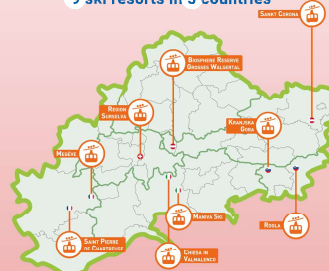 9 ski resorts in 5 countries
SANKT CORONA
BIOSPHERE RESERVE
GROSSES WALSERTAL
REGION
SURSELVA
KRANJSKA
GORA
MEGÈVE
MAMIVA SKI
ROGLA
SAINT PIERRE
DE CHARTREUSE
CHIESA IN
VALMALENCO